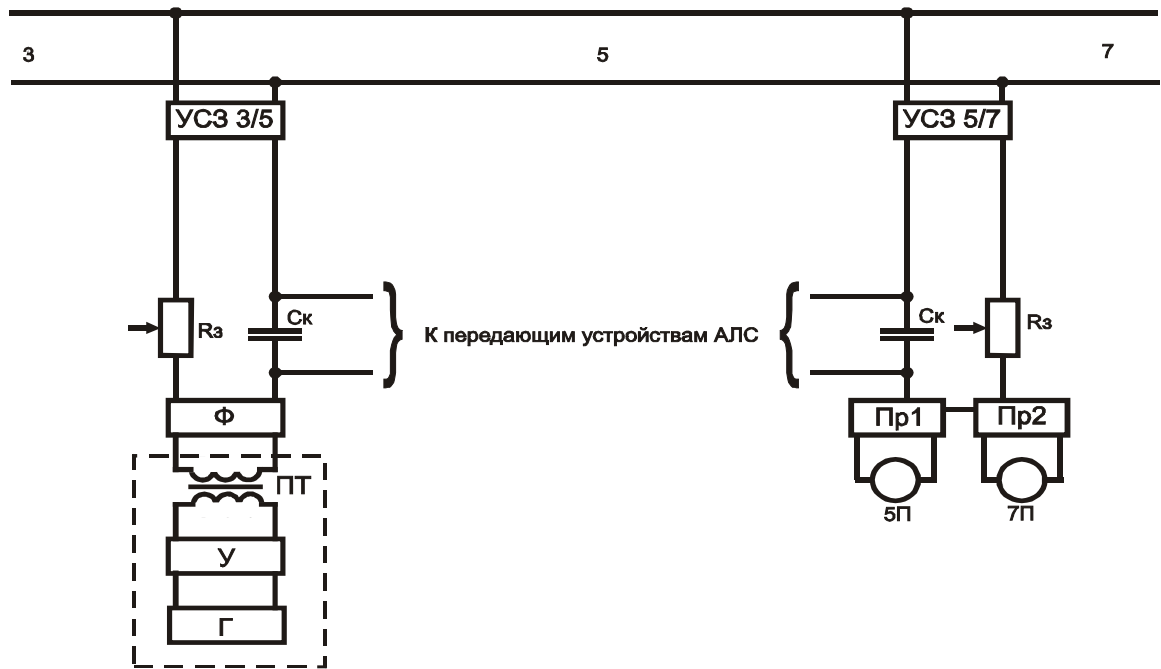 3
5
7
УСЗ 3/5
УСЗ 5/7
Rз
Ск
К передающим устройствам АЛС
Ск
Rз
Ф
Пр1
Пр2
ПТ
5П
7П
У
Г